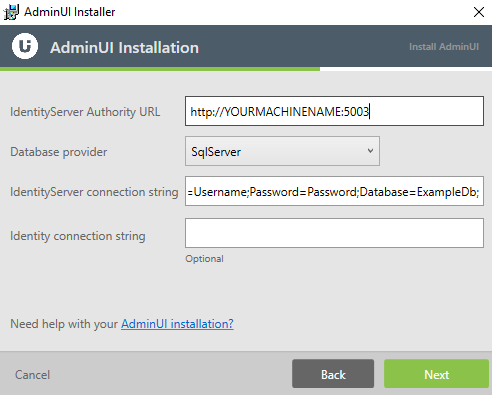 AdminUI Installer
AdminUI Installation
Install AdminUI
IdentityServer Authority URL
http://YOURMACHINENAME:5003
Database provider
SqlServer
IdentityServer connection string
=Username;Password=Password;Database=ExampleDb;
Identity connection string
Optional
Need help with your AdminUI installation?
Cancel
Back
Next